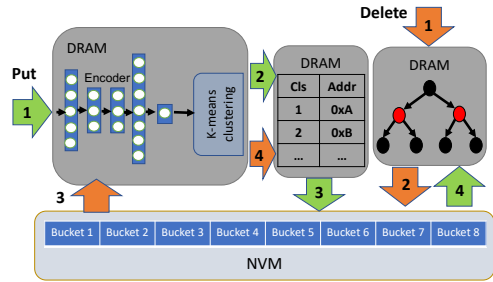 Delete
1
DRAM
Put
1
Encoder
K-means
clustering
2
4
DRAM
Cls Addr
1 0xA
2 0xB
... ...
DRAM
3
3
2
4
Bucket 1 Bucket 2 Bucket 3 Bucket 4 Bucket 5 Bucket 6 Bucket 7 Bucket 8
NVM